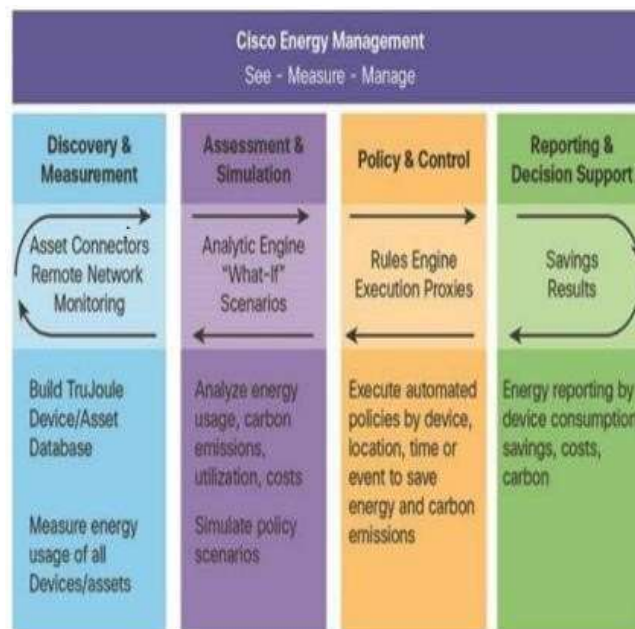 Cisco Energy Management
See - Measure - Manage
Discovery &
Measurement
Asset Connectors
Remote Network
Monitoring
Build TruJoule
Device/Asset
Database
Measure energy
usage of all
Devices/assets
Assessment &
Simulation
Analytic Engine
"What-If"
Scenarios
Analyze energy
usage, carbon
emissions,
utilization, costs
Simulate policy
scenarios
Policy & Control
Rules Engine
Execution Proxies
Execute automated
policies by device,
location, time or
event to save
energy and carbon
emissions
Reporting &
Decision Support
Savings
Results
Energy reporting by
device consumption,
savings, costs,
carbon